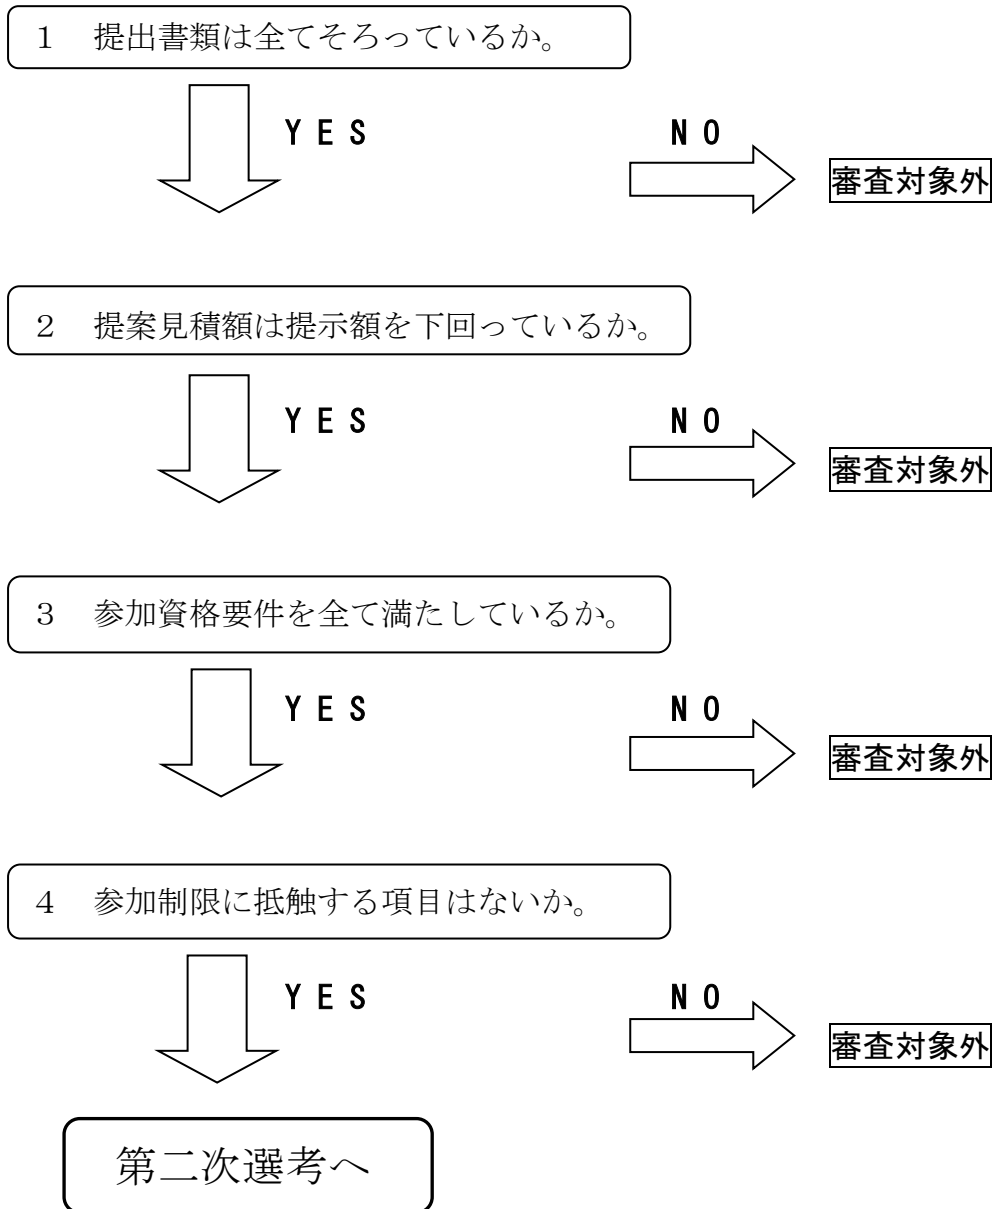 １　提出書類は全てそろっているか。
ＹＥＳ
ＮＯ
審査対象外
２　提案見積額は提示額を下回っているか。
ＹＥＳ
ＮＯ
審査対象外
３　参加資格要件を全て満たしているか。
ＹＥＳ
ＮＯ
審査対象外
４　参加制限に抵触する項目はないか。
ＹＥＳ
ＮＯ
審査対象外
第二次選考へ